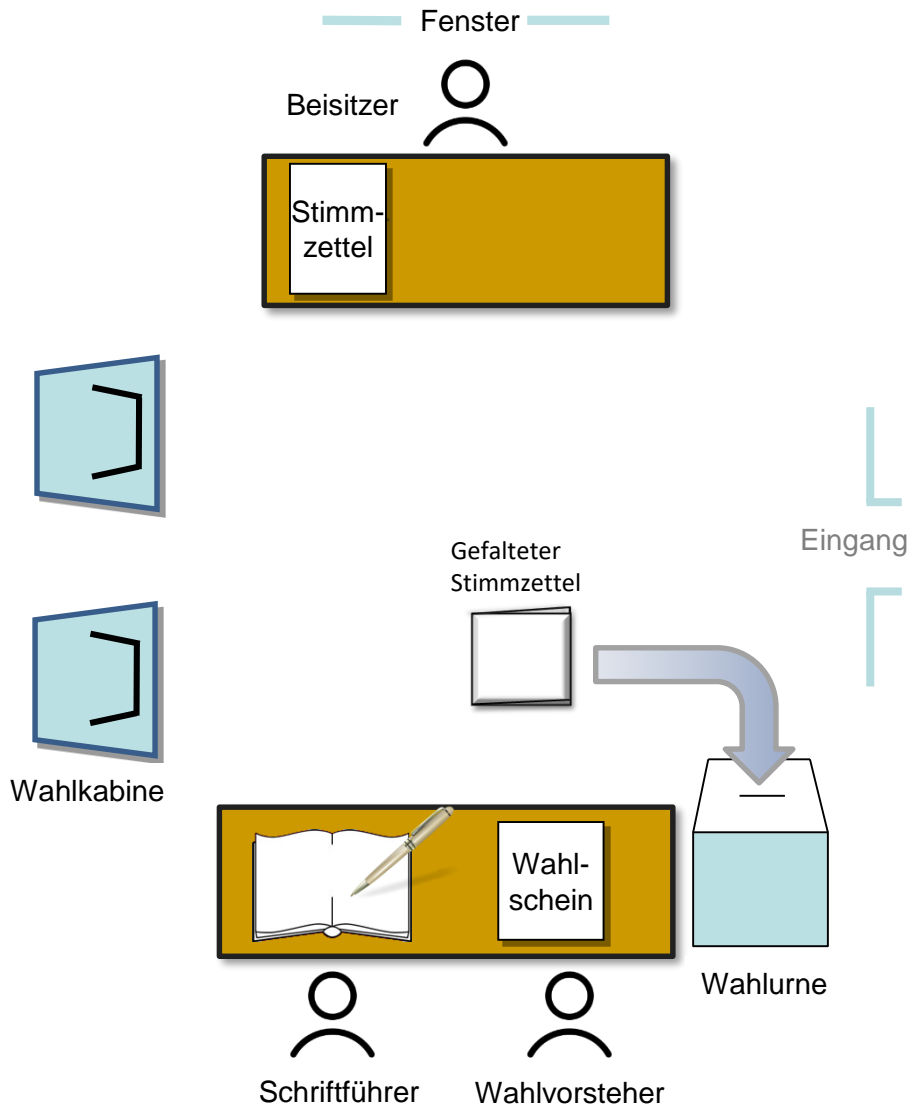 Fenster
Beisitzer
Stimm-
zettel
Eingang
Gefalteter
Stimmzettel
Wahlkabine
Wahl-
schein
Wahlurne
Schriftführer
Wahlvorsteher